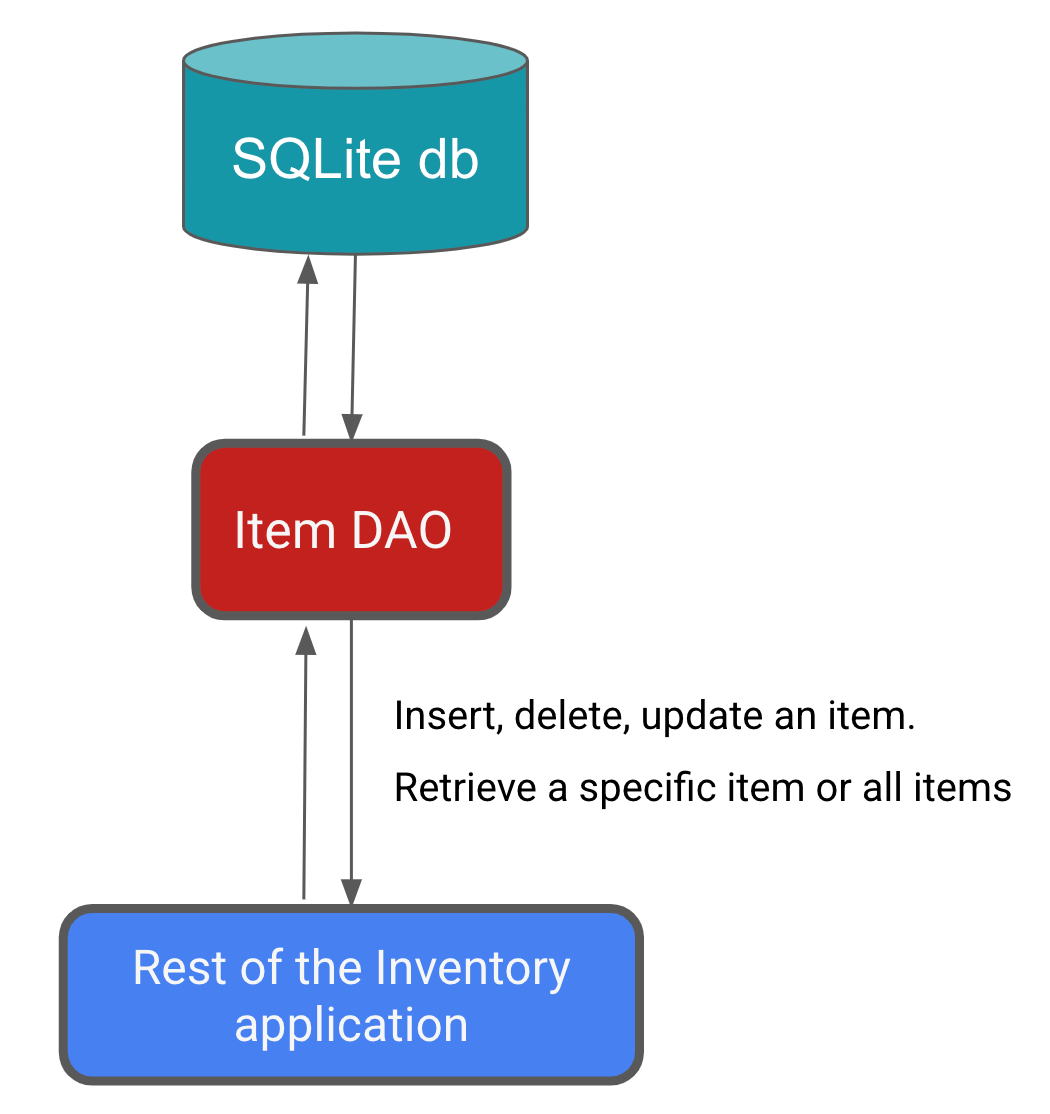 SQLite db
Item DAO
Insert, delete, update an item.
Retrieve a specific item or all items
Rest of the Inventory
application